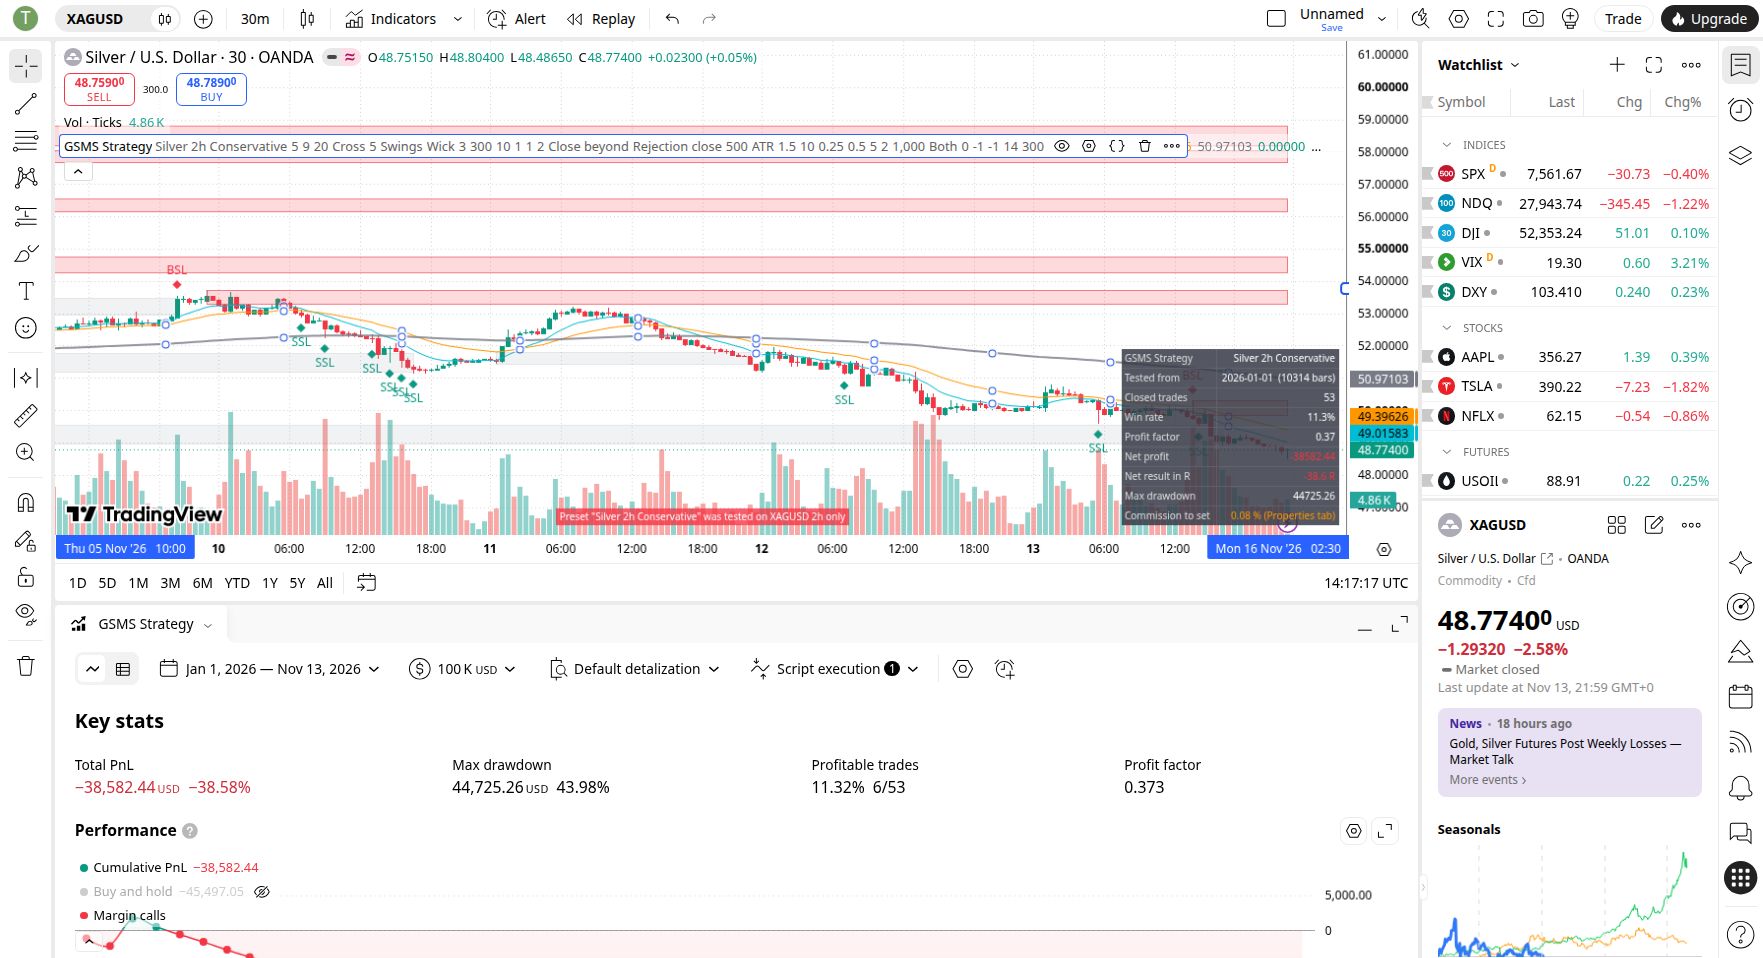 T
XAGUSD
30m
Indicators
Alert
Replay
Unnamed
Save
Trade
Upgrade
Silver / U.S. Dollar · 30 · OANDA
O48.75150 H48.80400 L48.48650 C48.77400 +0.02300 (+0.05%)
48.75900
SELL
300.0
48.78900
BUY
Vol · Ticks 4.86 K
GSMS Strategy Silver 2h Conservative 5 9 20 Cross 5 Swings Wick 3 300 10 1 1 2 Close beyond Rejection close 500 ATR 1.5 10 0.25 0.5 5 2 1,000 Both 0 -1 -1 14 300
50.97103 0.00000 ...
BSL
SSL
SSL
SSL
SSL
SSL
SSL
SSL
SSL
61.00000
60.00000
59.00000
58.00000
57.00000
56.00000
55.00000
54.00000
53.00000
52.00000
50.97103
49.39626
49.01583
48.77400
48.00000
4.86 K
GSMS Strategy Silver 2h Conservative
Tested from 2026-01-01 (10314 bars)
Closed trades 53
Win rate 11.3%
Profit factor 0.37
Net profit -38582.44
Net result in R -38.6 R
Max drawdown 44725.26
Commission to set 0.08 % (Properties tab)
TradingView
Preset "Silver 2h Conservative" was tested on XAGUSD 2h only
Thu 05 Nov '26 10:00
10 06:00 12:00 18:00 11 06:00 12:00 18:00 12 06:00 12:00 18:00 13 06:00 12:00
Mon 16 Nov '26 02:30
1D 5D 1M 3M 6M YTD 1Y 5Y All
14:17:17 UTC
GSMS Strategy
Jan 1, 2026 — Nov 13, 2026
100 K USD
Default detalization
Script execution 1
Key stats
Total PnL
−38,582.44 USD −38.58%
Max drawdown
44,725.26 USD 43.98%
Profitable trades
11.32% 6/53
Profit factor
0.373
Performance ?
Cumulative PnL −38,582.44
Buy and hold −45,497.05
Margin calls
5,000.00
0
Watchlist
Symbol Last Chg Chg%
INDICES
500 SPX D 7,561.67 −30.73 −0.40%
100 NDQ 27,943.74 −345.45 −1.22%
30 DJI 52,353.24 51.01 0.10%
VIX D 19.30 0.60 3.21%
$ DXY 103.410 0.240 0.23%
STOCKS
AAPL 356.27 1.39 0.39%
TSLA 390.22 −7.23 −1.82%
N NFLX 62.15 −0.54 −0.86%
FUTURES
USOIL 88.91 0.22 0.25%
XAGUSD
Silver / U.S. Dollar · OANDA
Commodity · Cfd
48.77400 USD
−1.29320 −2.58%
Market closed
Last update at Nov 13, 21:59 GMT+0
News · 18 hours ago
Gold, Silver Futures Post Weekly Losses —
Market Talk
More events ›
Seasonals